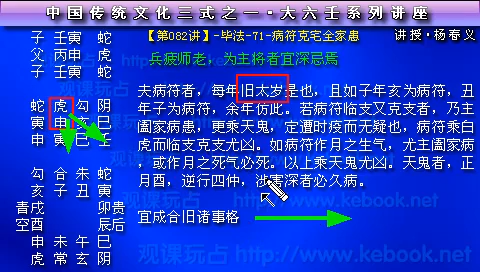 中国传统文化三式之一·大六壬系列讲座
【第082讲】-毕法-71-病符克宅全家患
讲授·杨春义
兵疲师老,为主将者宜深忌焉
子 壬寅 蛇
父 丙申 虎
子 壬寅 蛇
蛇 虎 勾 阴
寅 申 亥 巳
申 寅 巳 壬
勾 合 朱 蛇
亥 子 丑 寅
青戌 卯贵
空酉 辰后
申 未 午 巳
虎 常 玄 阴
夫病符者,每年旧太岁是也,且如子年亥为病符,丑
年子为病符,余年仿此。若病符临支又克支者,乃主
阖家病患,更乘天鬼,定遭时疫而无疑也,病符乘白
虎而临支克支尤凶。如病符作月之生气,尤主阖家病
,或作月之死气必死。以上乘天鬼尤凶。天鬼者,正
月酉,逆行四仲,涉害深者必久病。
宜成合旧诸事格
观课玩占 http://www.kebook.net